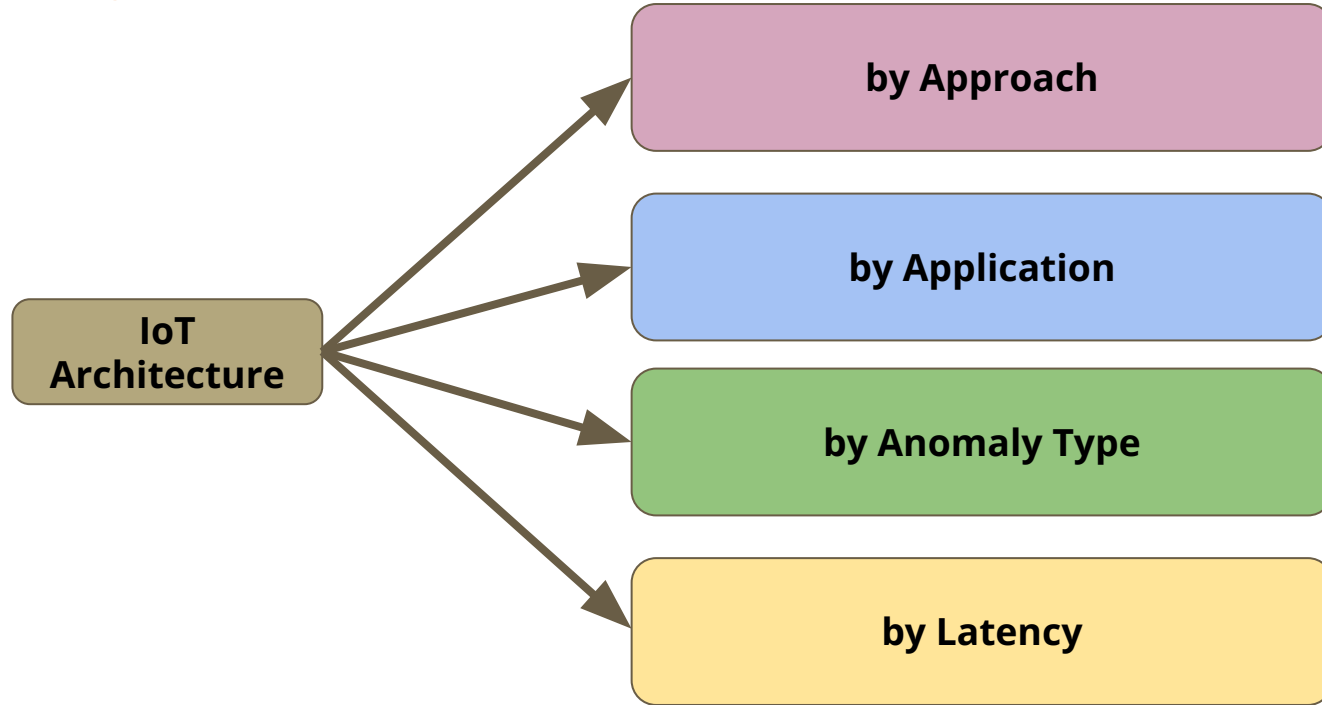 by Approach
by Application
IoT
Architecture
by Anomaly Type
by Latency